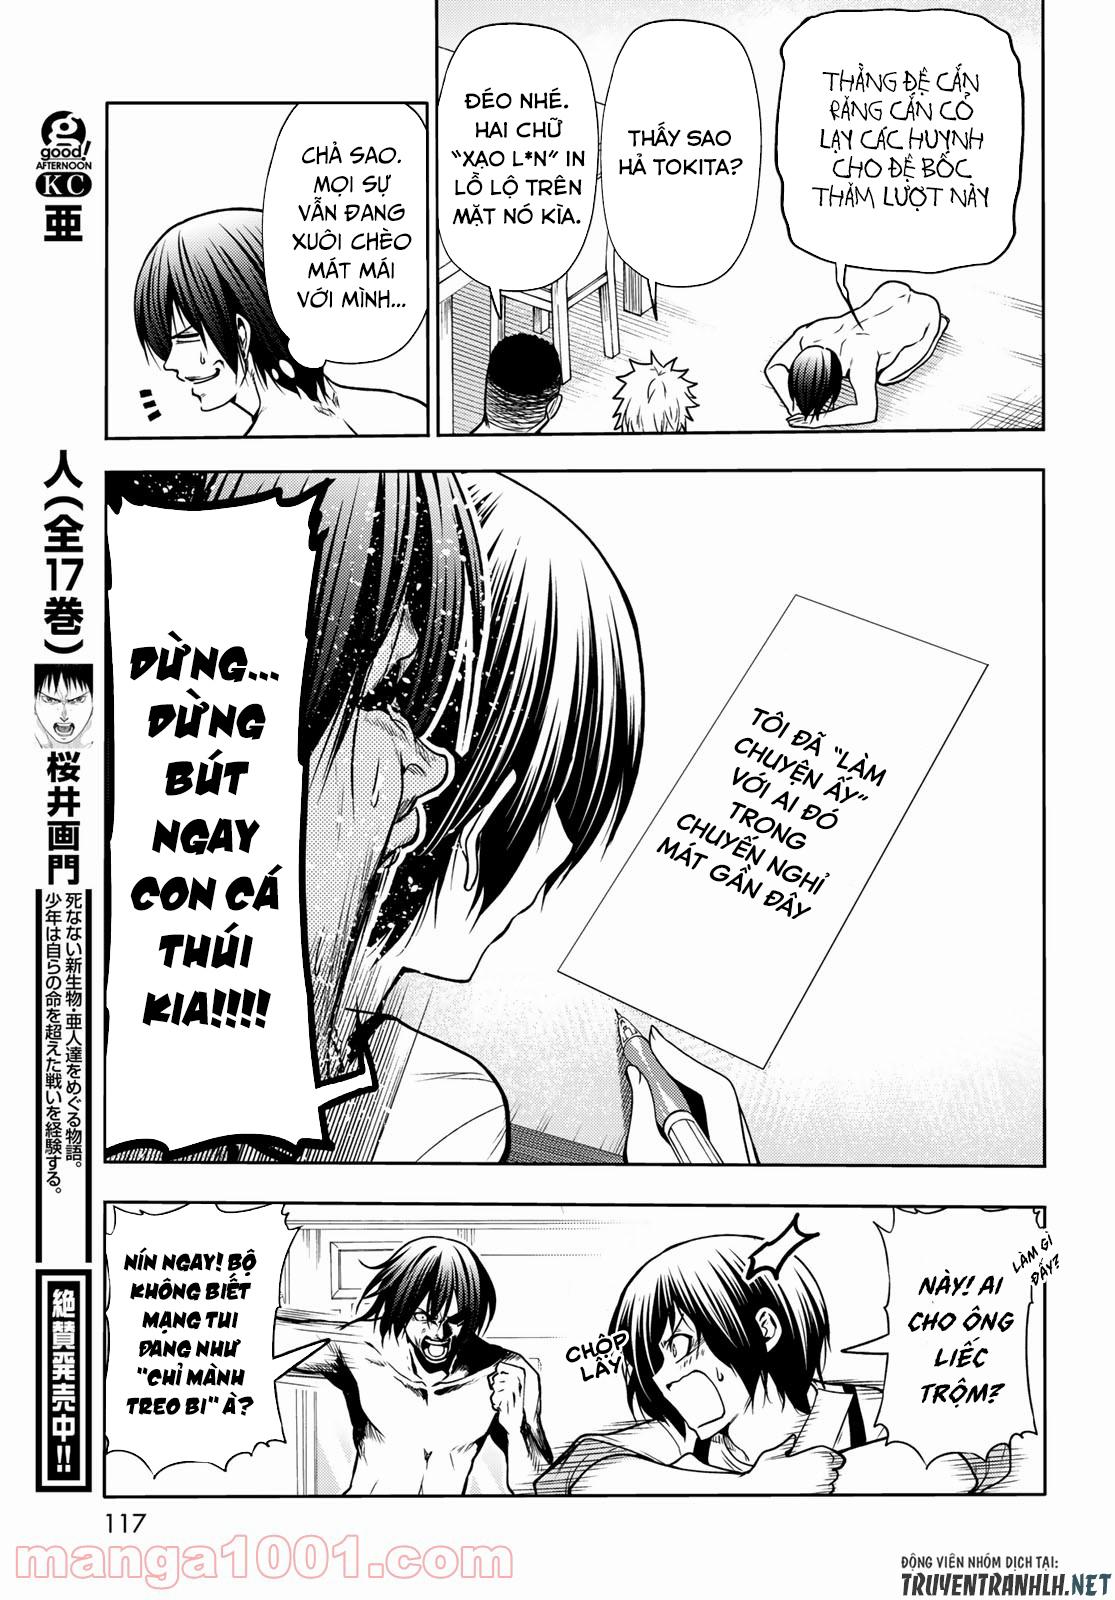 THẰNG ĐỆ CẮN
RĂNG CẮN CỎ
LẠY CÁC HUYNH
CHO ĐỆ BỐC
THĂM LƯỢT NÀY
THẤY SAO
HẢ TOKITA?
ĐÉO NHÉ.
HAI CHỮ
“XẠO L*N” IN
LỒ LỘ TRÊN
MẶT NÓ KÌA.
CHẢ SAO.
MỌI SỰ
VẪN ĐANG
XUÔI CHÈO
MÁT MÁI
VỚI MÌNH...
TÔI ĐÃ “LÀM
CHUYỆN ẤY”
VỚI AI ĐÓ
TRONG
CHUYẾN NGHỈ
MÁT GẦN ĐÂY
DỪNG...
DỪNG
BÚT
NGAY
CON CÁ
THÚI
KIA!!!!
LÀM GÌ
ĐẤY?
NÀY! AI
CHO ÔNG
LIẾC
TRỘM?
CHỘP
LẤY
NÍN NGAY! BỘ
KHÔNG BIẾT
MẠNG TUI
ĐANG NHƯ
"CHỈ MÀNH
TREO BI" À?
good!
AFTERNOON
KC
亜
人（全17巻）
桜井画門
死なない新生物・亜人達をめぐる物語。
少年は自らの命を超えた戦いを経験する。
絶賛発売中!!
117
manga1001.com
ĐỘNG VIÊN NHÓM DỊCH TẠI:
TRUYENTRANHLH.NET